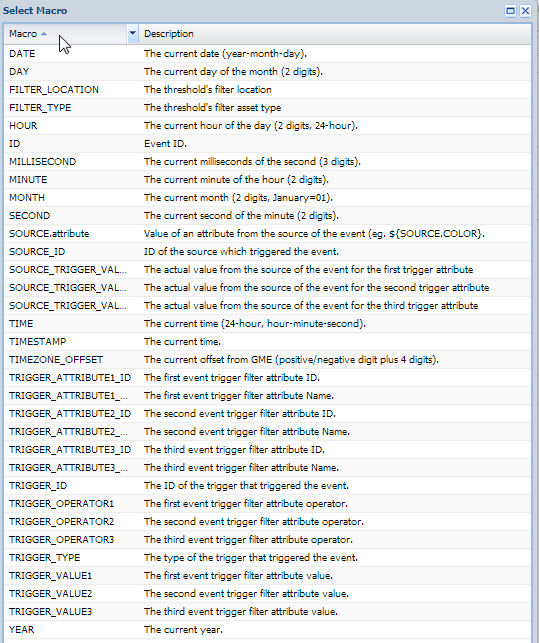 Select Macro
Macro Description
DATE The current date (year-month-day).
DAY The current day of the month (2 digits).
FILTER_LOCATION The threshold's filter location
FILTER_TYPE The threshold's filter asset type
HOUR The current hour of the day (2 digits, 24-hour).
ID Event ID.
MILLISECOND The current milliseconds of the second (3 digits).
MINUTE The current minute of the hour (2 digits).
MONTH The current month (2 digits, January=01).
SECOND The current second of the minute (2 digits).
SOURCE.attribute Value of an attribute from the source of the event (eg. ${SOURCE.COLOR}.
SOURCE_ID ID of the source which triggered the event.
SOURCE_TRIGGER_VAL... The actual value from the source of the event for the first trigger attribute
SOURCE_TRIGGER_VAL... The actual value from the source of the event for the second trigger attribute
SOURCE_TRIGGER_VAL... The actual value from the source of the event for the third trigger attribute
TIME The current time (24-hour, hour-minute-second).
TIMESTAMP The current time.
TIMEZONE_OFFSET The current offset from GME (positive/negative digit plus 4 digits).
TRIGGER_ATTRIBUTE1_ID The first event trigger filter attribute ID.
TRIGGER_ATTRIBUTE1_... The first event trigger filter attribute Name.
TRIGGER_ATTRIBUTE2_ID The second event trigger filter attribute ID.
TRIGGER_ATTRIBUTE2_... The second event trigger filter attribute Name.
TRIGGER_ATTRIBUTE3_ID The third event trigger filter attribute ID.
TRIGGER_ATTRIBUTE3_... The third event trigger filter attribute Name.
TRIGGER_ID The ID of the trigger that triggered the event.
TRIGGER_OPERATOR1 The first event trigger filter attribute operator.
TRIGGER_OPERATOR2 The second event trigger filter attribute operator.
TRIGGER_OPERATOR3 The third event trigger filter attribute operator.
TRIGGER_TYPE The type of the trigger that triggered the event.
TRIGGER_VALUE1 The first event trigger filter attribute value.
TRIGGER_VALUE2 The second event trigger filter attribute value.
TRIGGER_VALUE3 The third event trigger filter attribute value.
YEAR The current year.